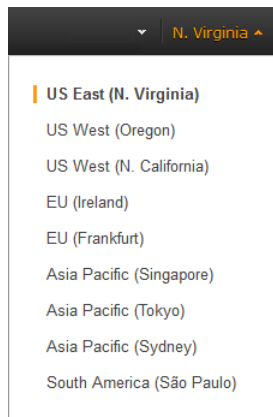 N. Virginia
US East (N. Virginia)
US West (Oregon)
US West (N. California)
EU (Ireland)
EU (Frankfurt)
Asia Pacific (Singapore)
Asia Pacific (Tokyo)
Asia Pacific (Sydney)
South America (São Paulo)